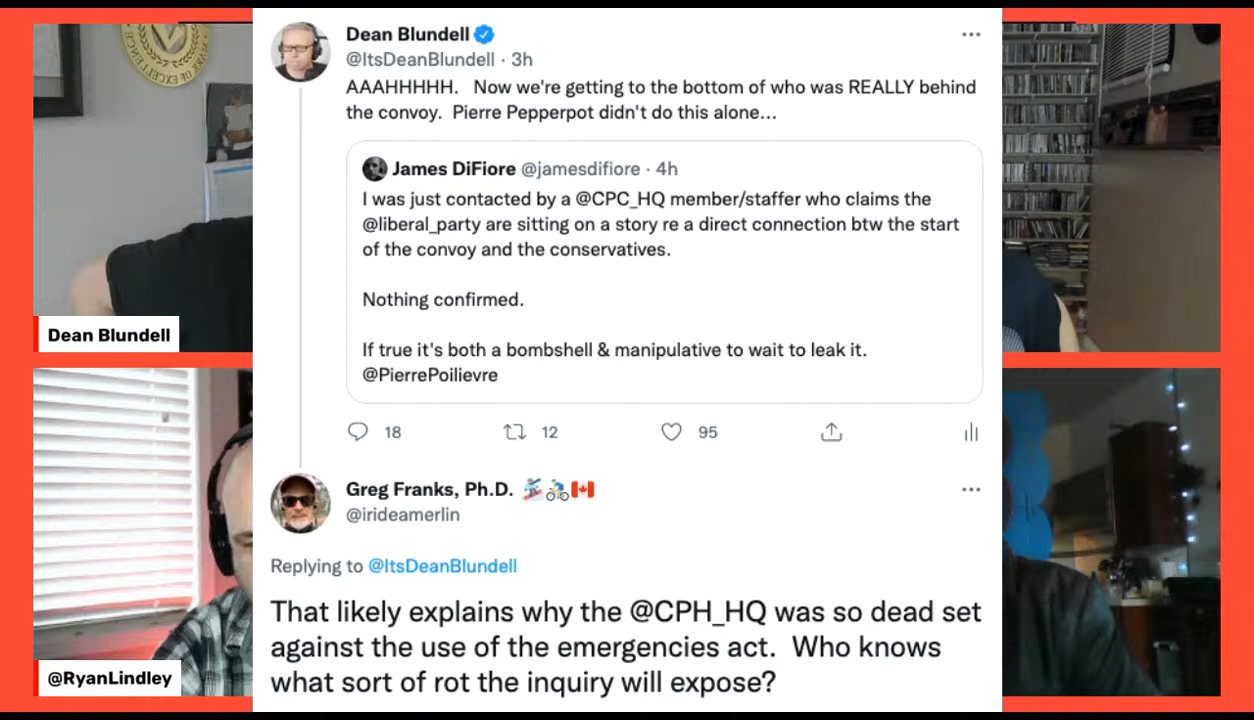 Dean Blundell
@ItsDeanBlundell · 3h
AAAHHHHH. Now we're getting to the bottom of who was REALLY behind
the convoy. Pierre Pepperpot didn't do this alone...
James DiFiore @jamesdifiore · 4h
I was just contacted by a @CPC_HQ member/staffer who claims the
@liberal_party are sitting on a story re a direct connection btw the start
of the convoy and the conservatives.
Nothing confirmed.
If true it's both a bombshell & manipulative to wait to leak it.
@PierrePoilievre
18 12 95
Greg Franks, Ph.D. 🏂🚴🇨🇦
@irideamerlin
Replying to @ItsDeanBlundell
That likely explains why the @CPH_HQ was so dead set
against the use of the emergencies act. Who knows
what sort of rot the inquiry will expose?
Dean Blundell
@RyanLindley